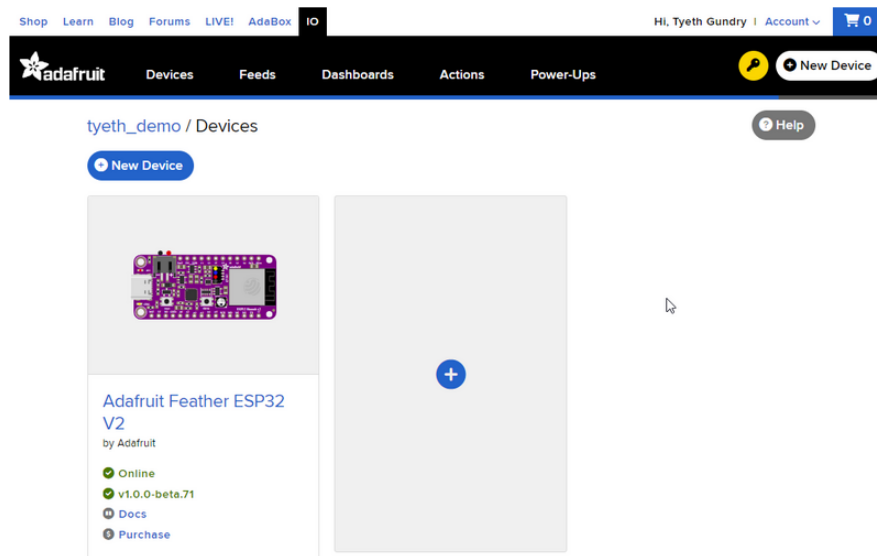 Shop Learn Blog Forums LIVE! AdaBox IO Hi, Tyeth Gundry | Account 0
adafruit Devices Feeds Dashboards Actions Power-Ups New Device
tyeth_demo / Devices Help
New Device
Adafruit Feather ESP32
V2
by Adafruit
Online
v1.0.0-beta.71
Docs
Purchase